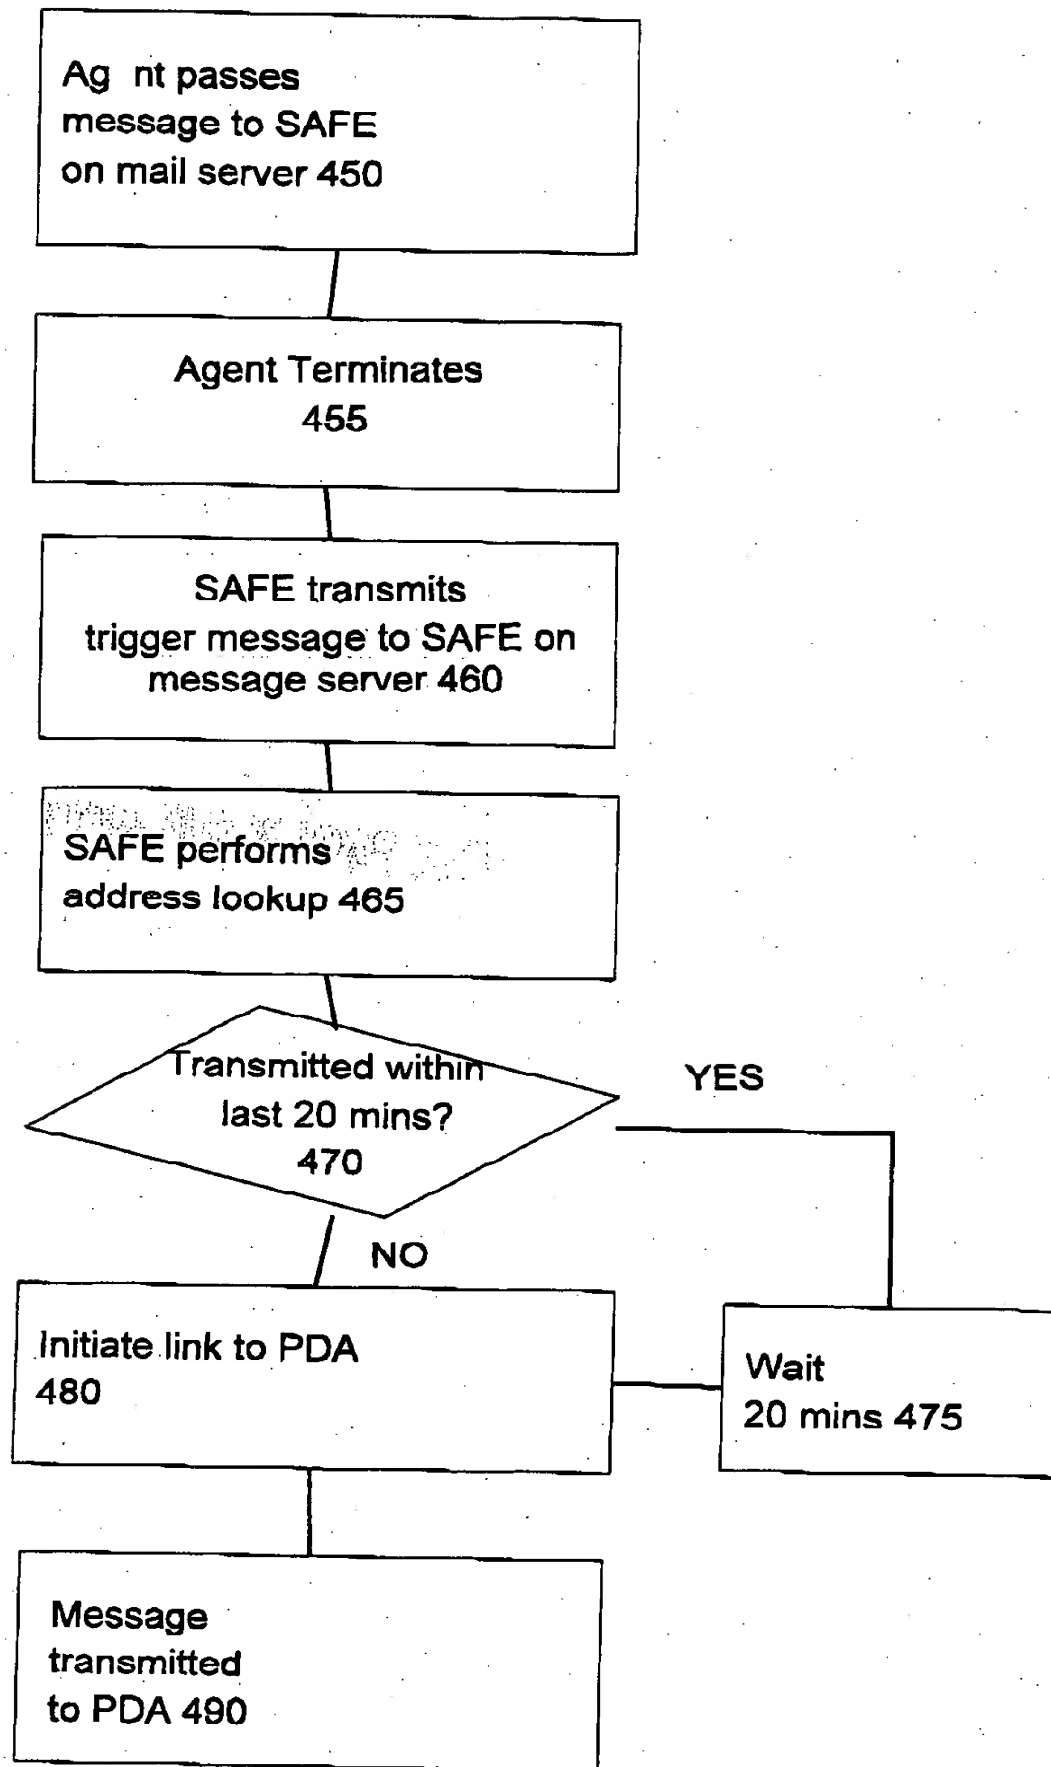 Ag nt passes
message to SAFE
on mail server 450
Agent Terminates
455
SAFE transmits
trigger message to SAFE on
message server 460
SAFE performs
address lookup 465
Transmitted within
last 20 mins?
470
YES
NO
Initiate link to PDA
480
Wait
20 mins 475
Message
transmitted
to PDA 490